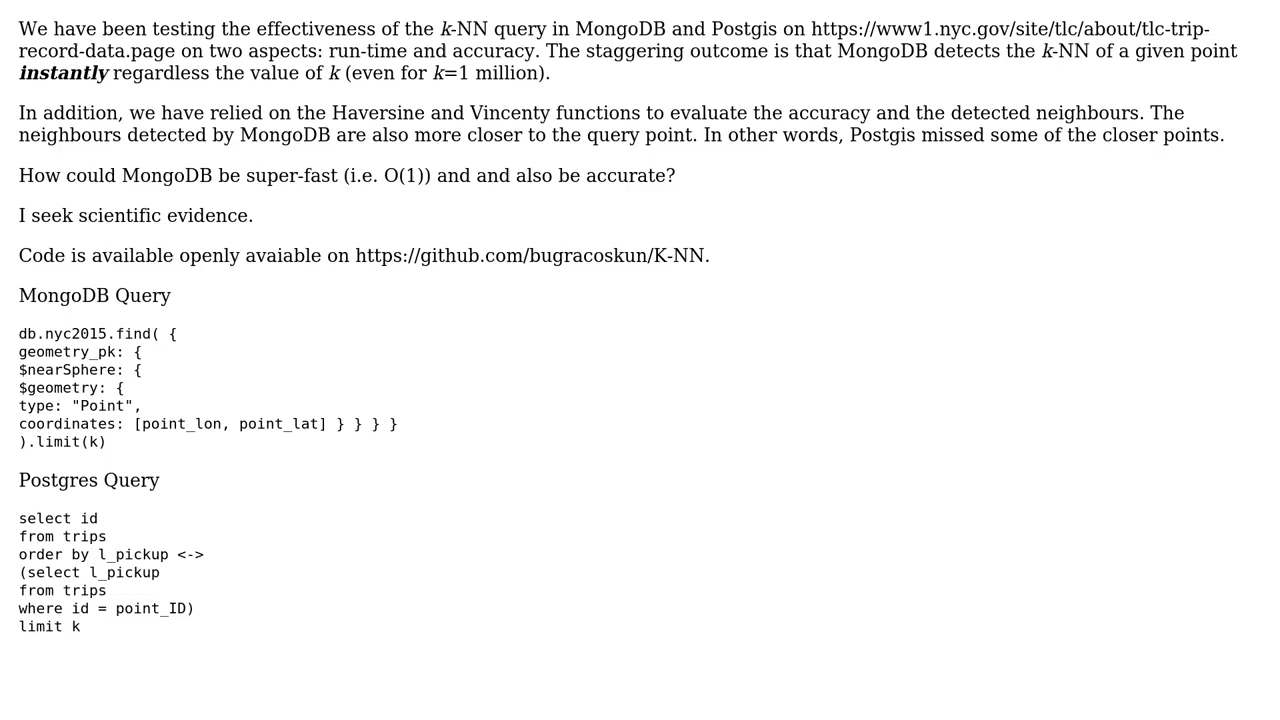 We have been testing the effectiveness of the k-NN query in MongoDB and Postgis on https://www1.nyc.gov/site/tlc/about/tlc-trip-
record-data.page on two aspects: run-time and accuracy. The staggering outcome is that MongoDB detects the k-NN of a given point
instantly regardless the value of k (even for k=1 million).
In addition, we have relied on the Haversine and Vincenty functions to evaluate the accuracy and the detected neighbours. The
neighbours detected by MongoDB are also more closer to the query point. In other words, Postgis missed some of the closer points.
How could MongoDB be super-fast (i.e. O(1)) and and also be accurate?
I seek scientific evidence.
Code is available openly avaiable on https://github.com/bugracoskun/K-NN.
MongoDB Query
db.nyc2015.find( {
geometry_pk: {
$nearSphere: {
$geometry: {
type: "Point",
coordinates: [point_lon, point_lat] } } } }
).limit(k)
Postgres Query
select id
from trips
order by l_pickup <->
(select l_pickup
from trips
where id = point_ID)
limit k